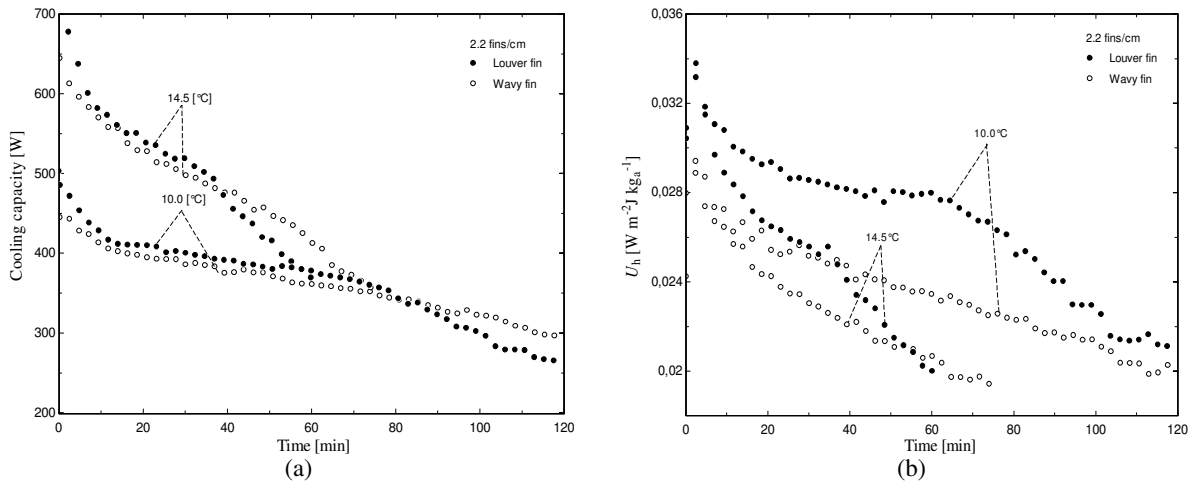 700
600
500
400
300
200
0
20
40
60
80
100
120
Cooling capacity [W]
Time [min]
2.2 fins/cm
Louver fin
Wavy fin
14.5 [°C]
10.0 [°C]
(a)
0,036
0,032
0,028
0,024
0,02
0
20
40
60
80
100
120
Uh [W m-2J kga-1]
Time [min]
2.2 fins/cm
Louver fin
Wavy fin
10.0°C
14.5°C
(b)